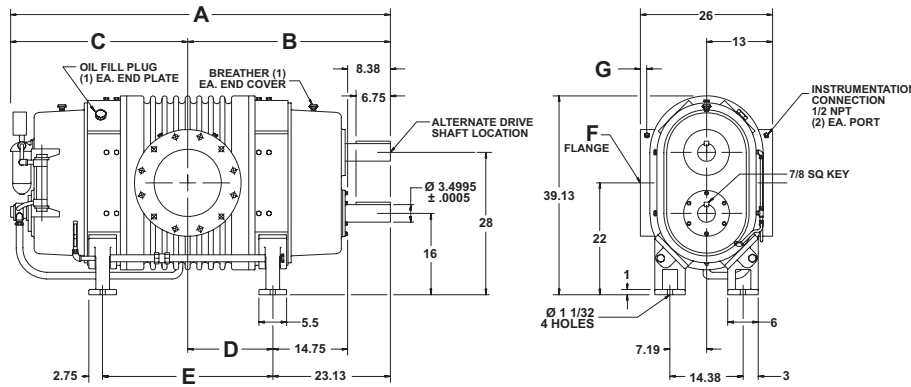 A
C
B
OIL FILL PLUG
(1) EA. END PLATE
BREATHER (1)
EA. END COVER
8.38
6.75
ALTERNATE DRIVE
SHAFT LOCATION
Ø 3.4995
± .0005
28
16
5.5
D
14.75
2.75
E
23.13
26
13
G
INSTRUMENTATION
CONNECTION
1/2 NPT
(2) EA. PORT
F
FLANGE
39.13
7/8 SQ KEY
22
1
Ø 1 1/32
4 HOLES
6
7.19
14.38
3